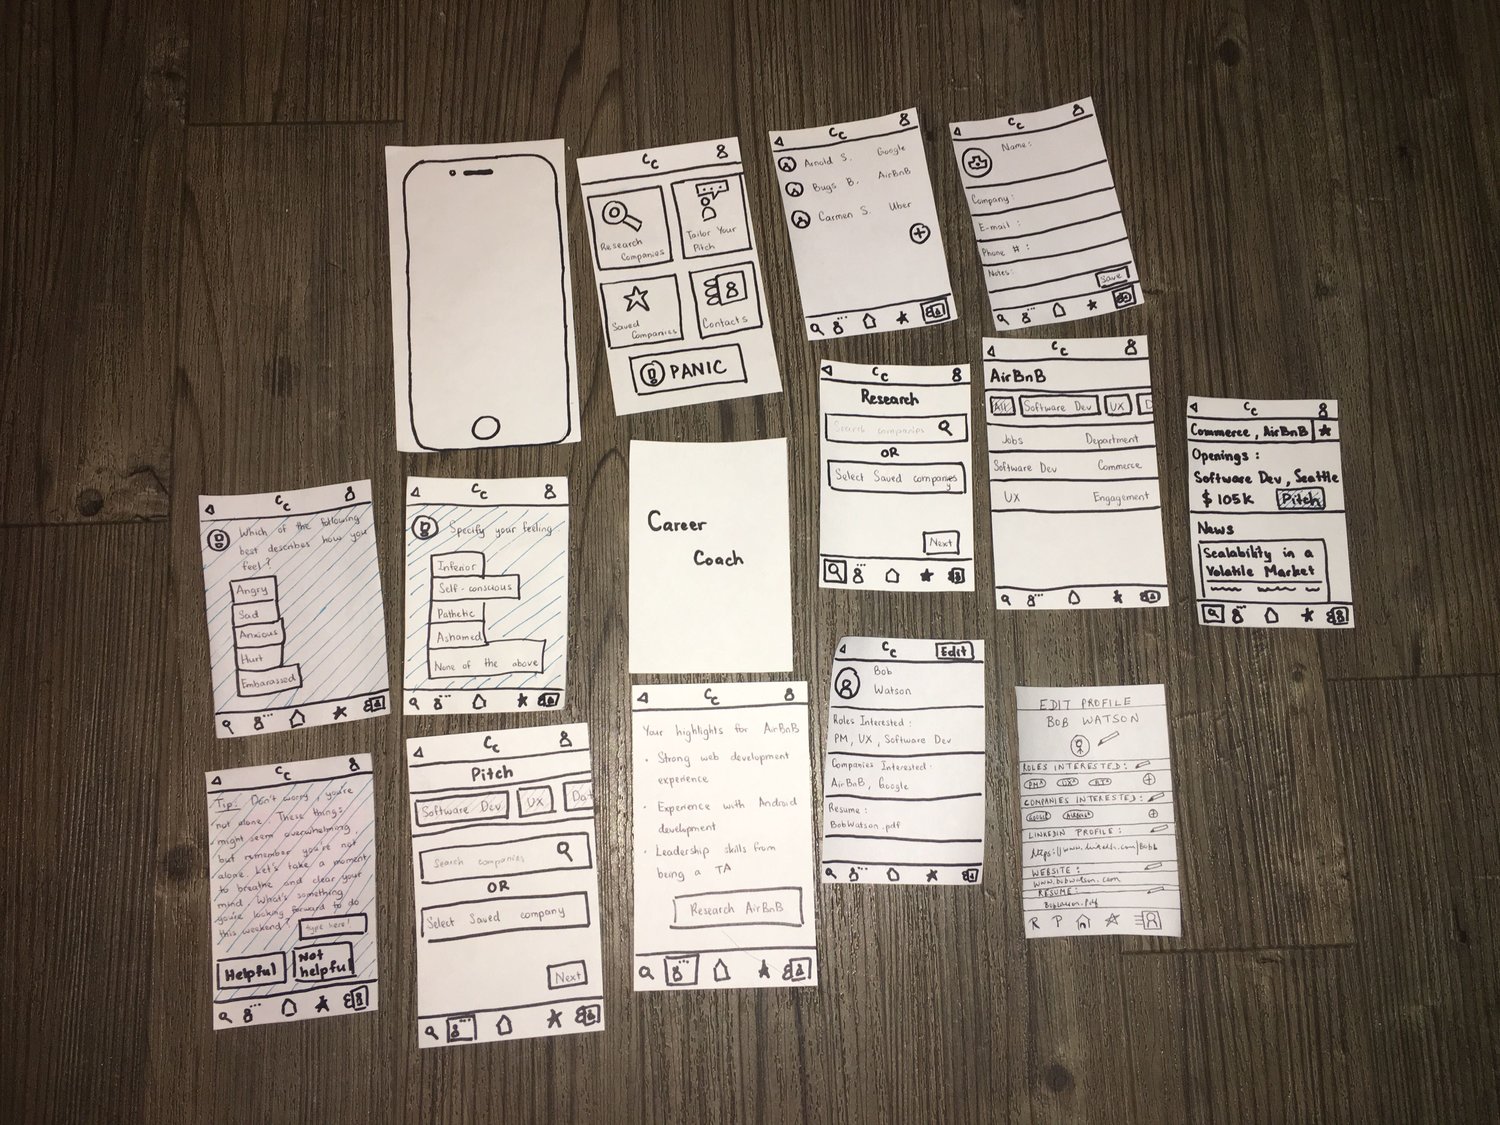 Cc
Research
Companies
Tailor Your
Pitch
Saved
Companies
Contacts
PANIC
Cc
Arnold S. Google
Bugs B. AirBnB
Carmen S. Uber
Cc
Name:
Company:
E-mail :
Phone # :
Notes:
Save
Cc
Research
Search companies
OR
Select Saved companies
Next
Cc
AirBnB
All Software Dev UX D
Jobs Department
Software Dev Commerce
UX Engagement
Cc
Commerce, AirBnB
Openings :
Software Dev, Seattle
$ 105K Pitch
News
Scalability in a
Volatile Market
Cc
Which of the following
best describes how you
feel?
Angry
Sad
Anxious
Hurt
Embarassed
Cc
Specify your feeling
Inferior
Self-conscious
Pathetic
Ashamed
None of the above
Career
Coach
Cc
Tip: Don't worry, you're
not alone. These things
might seem overwhelming,
but remember you're not
alone. Let's take a moment
to breathe and clear your
mind. What's something
you're looking forward to do
this weekend? type here!
Helpful Not
helpful
Cc
Pitch
Software Dev UX Dat
Search companies
OR
Select Saved company
Next
Cc
Your highlights for AirBnB
• Strong web development
experience
• Experience with Android
development
• Leadership skills from
being a TA
Research AirBnB
Cc Edit
Bob
Watson
Roles Interested :
PM, UX, Software Dev
Companies Interested :
AirBnB, Google
Resume :
BobWatson.pdf
EDIT PROFILE
BOB WATSON
ROLES INTERESTED :
PM x UX x
COMPANIES INTERESTED:
GOOGLE AIRBNB
LINKEDIN PROFILE :
WEBSITE :
www.bobwatson.com
RESUME:
BobWatson.Pdf
R P